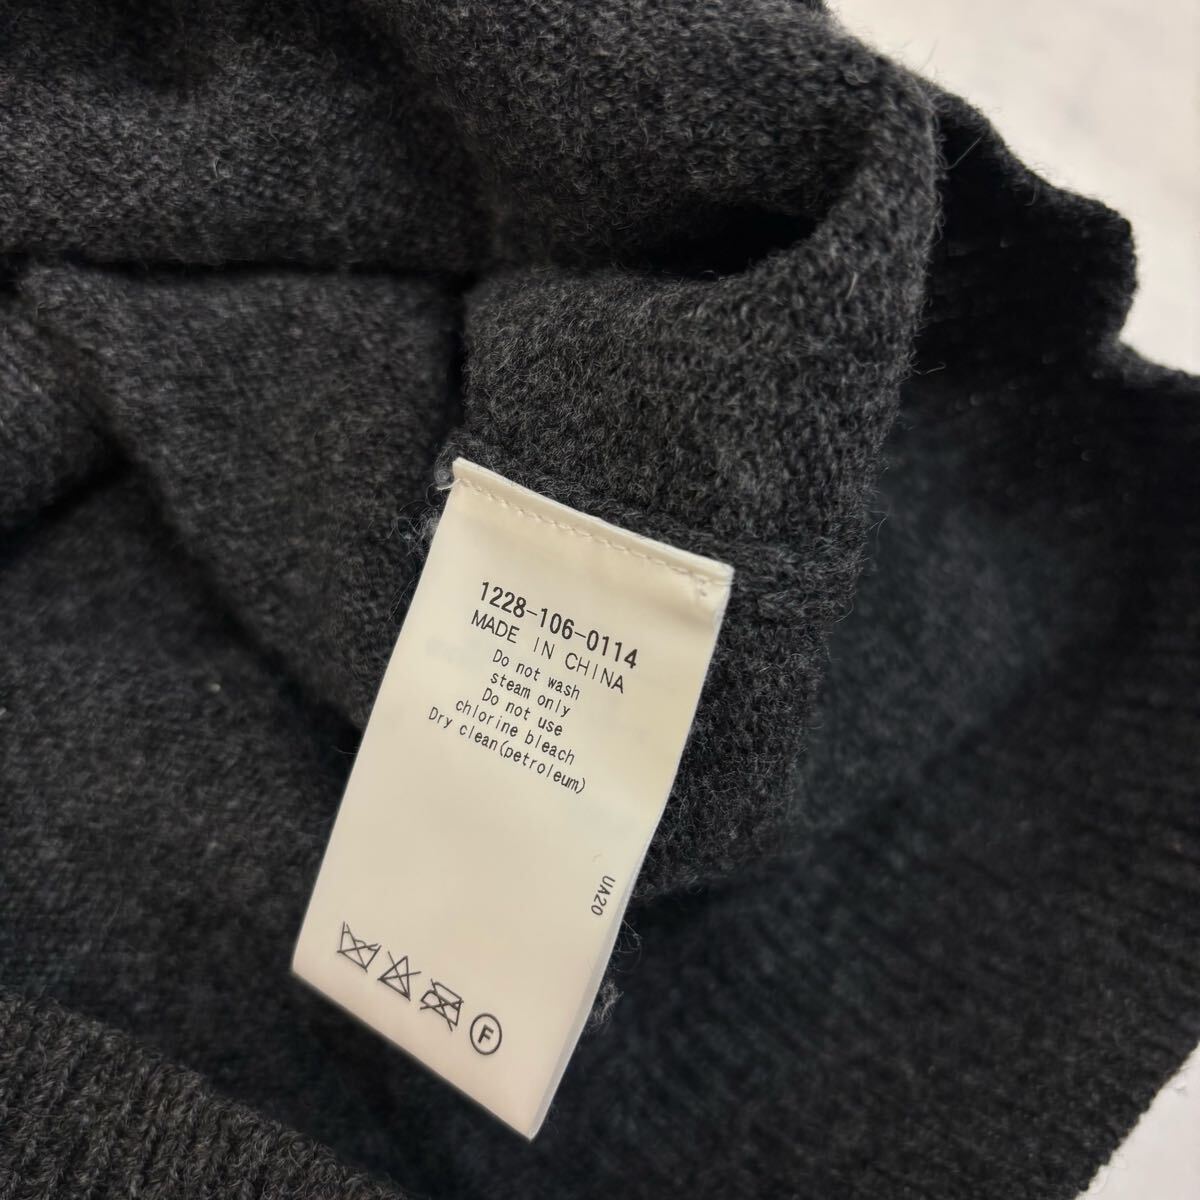 1228-106-0114
MADE IN CHINA
Do not wash
steam only
Do not use
chlorine bleach
Dry clean(petroleum)
UA20
F